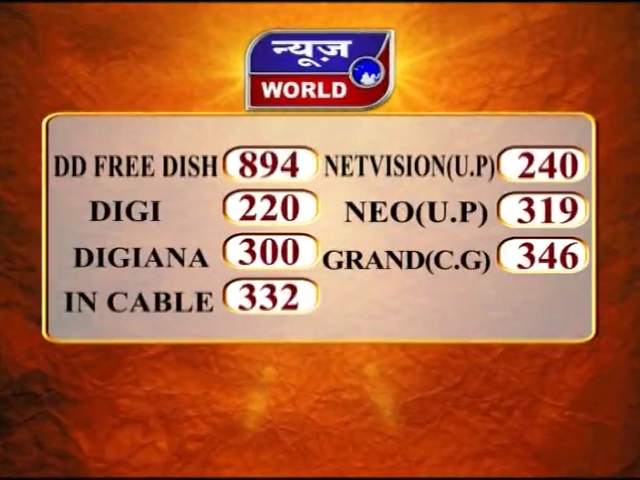 न्यूज़
WORLD
DD FREE DISH 894 NETVISION(U.P) 240
DIGI 220 NEO(U.P) 319
DIGIANA 300 GRAND(C.G) 346
IN CABLE 332